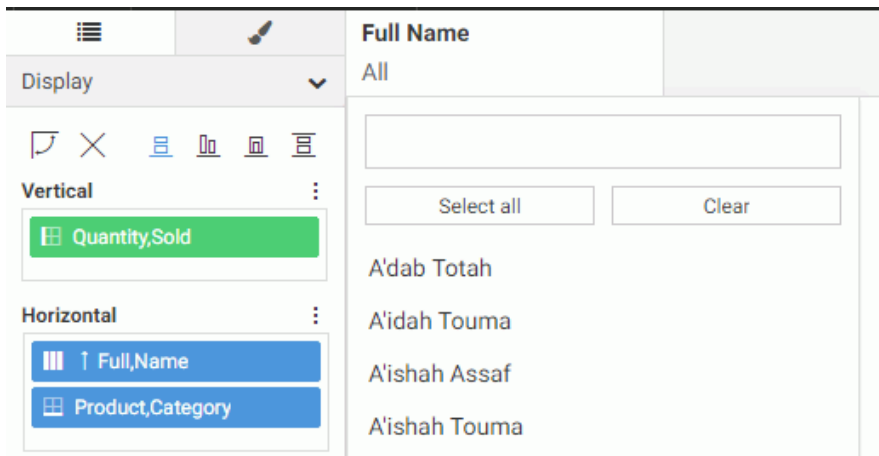 Display
Vertical
Quantity,Sold
Horizontal
Full,Name
Product,Category
Full Name
All
Select all
Clear
A'dab Totah
A'idah Touma
A'ishah Assaf
A'ishah Touma